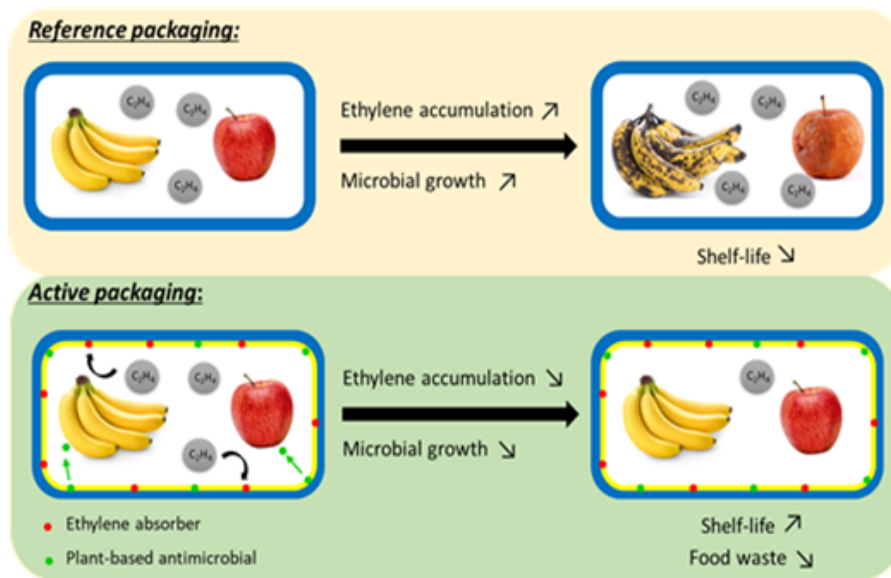 Reference packaging:
C₂H₄
C₂H₄
C₂H₄
Ethylene accumulation ↗
Microbial growth ↗
C₂H₄
C₂H₄
C₂H₄
C₂H₄
Shelf-life ↘
Active packaging:
C₂H₄
C₂H₄
C₂H₄
Ethylene accumulation ↘
Microbial growth ↘
C₂H₄
Ethylene absorber
Plant-based antimicrobial
Shelf-life ↗
Food waste ↘